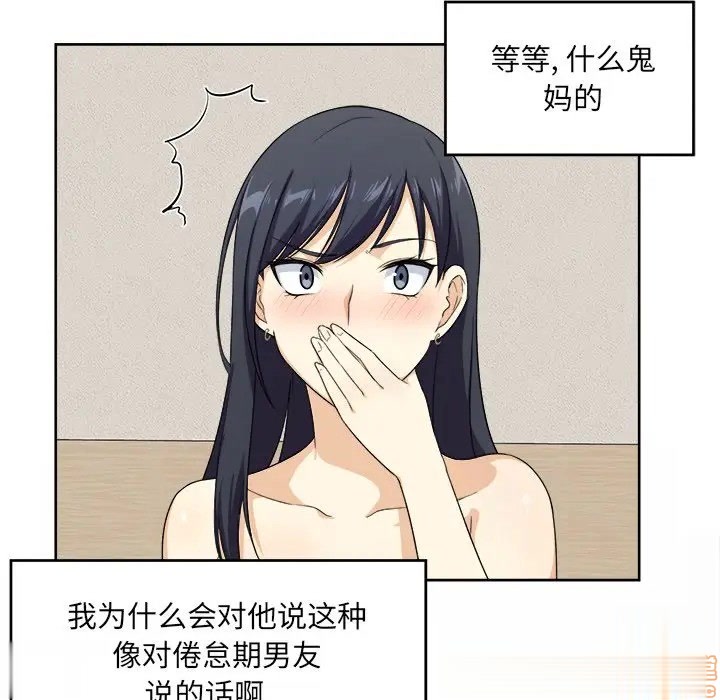 等等, 什么鬼
妈的
我为什么会对他说这种
像对倦怠期男友
说的话啊